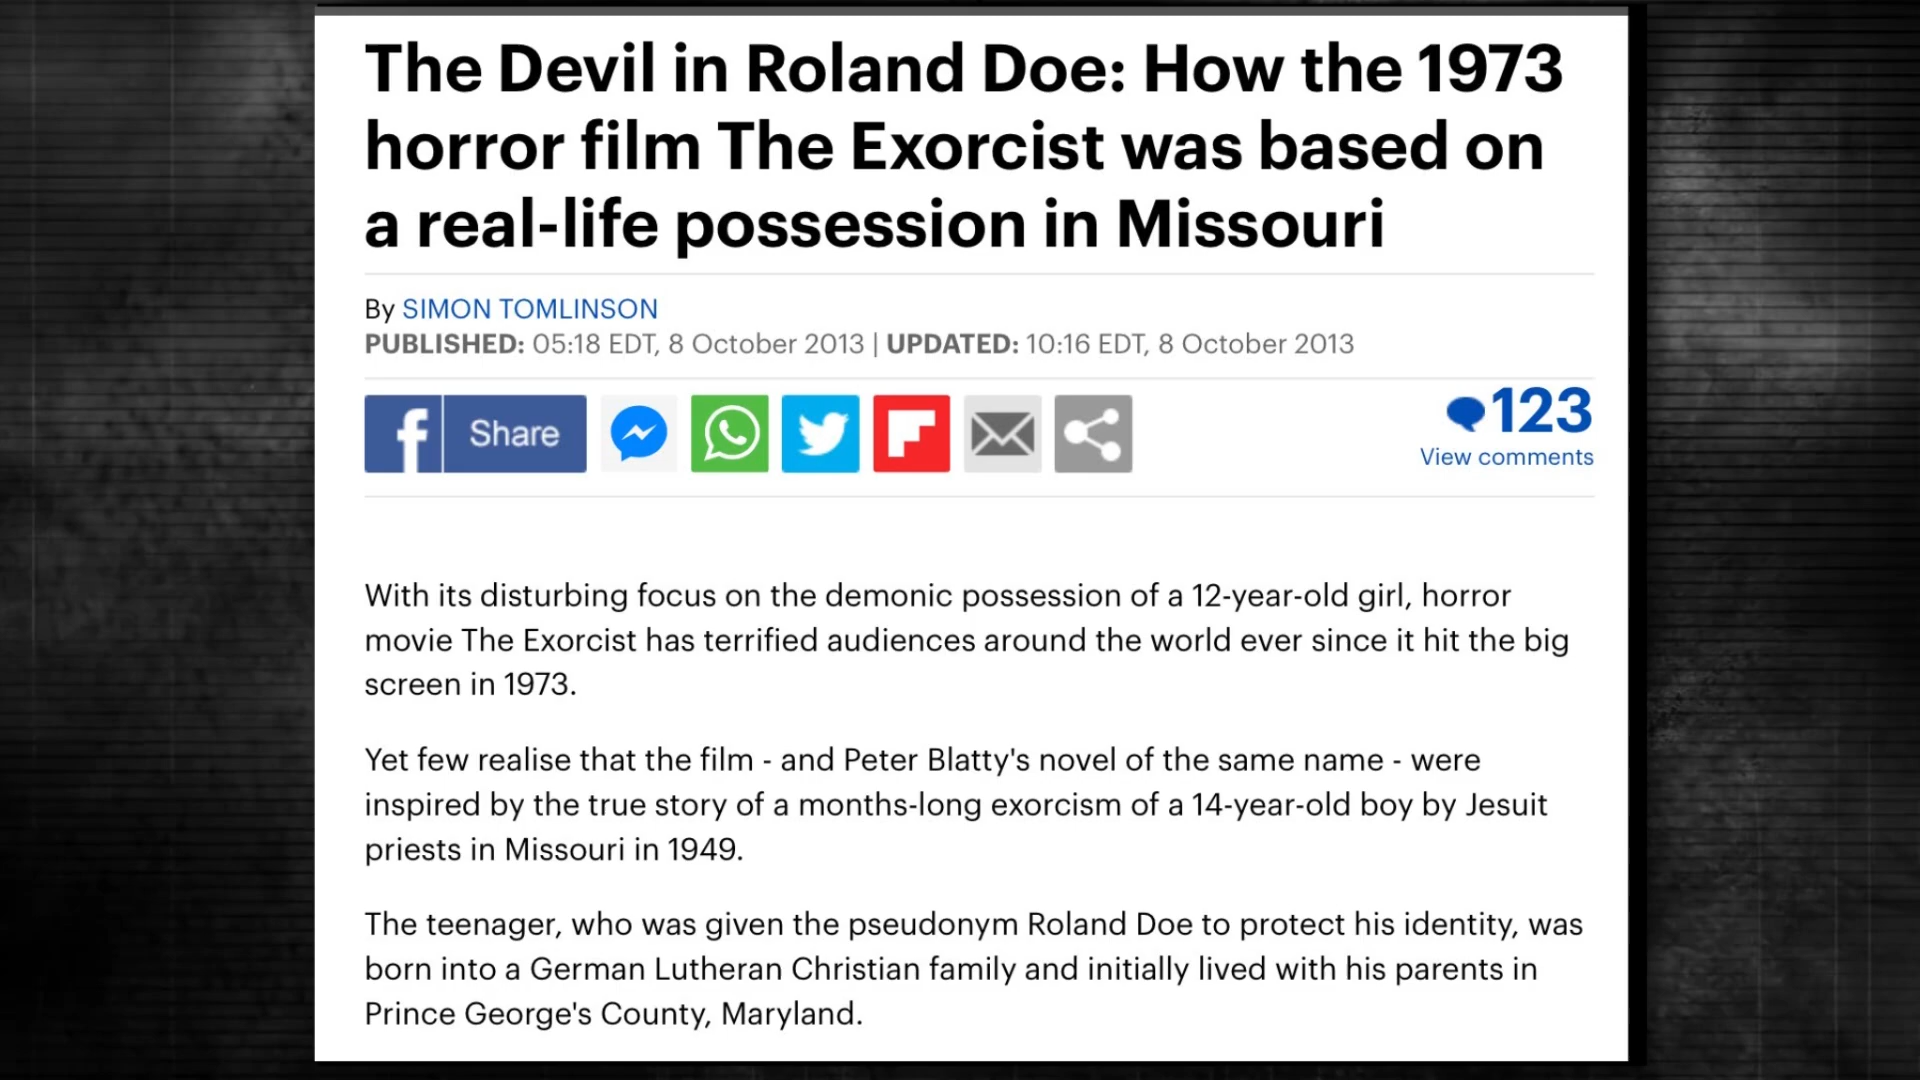 The Devil in Roland Doe: How the 1973
horror film The Exorcist was based on
a real-life possession in Missouri
By SIMON TOMLINSON
PUBLISHED: 05:18 EDT, 8 October 2013 | UPDATED: 10:16 EDT, 8 October 2013
f Share
123
View comments
With its disturbing focus on the demonic possession of a 12-year-old girl, horror
movie The Exorcist has terrified audiences around the world ever since it hit the big
screen in 1973.
Yet few realise that the film - and Peter Blatty's novel of the same name - were
inspired by the true story of a months-long exorcism of a 14-year-old boy by Jesuit
priests in Missouri in 1949.
The teenager, who was given the pseudonym Roland Doe to protect his identity, was
born into a German Lutheran Christian family and initially lived with his parents in
Prince George's County, Maryland.